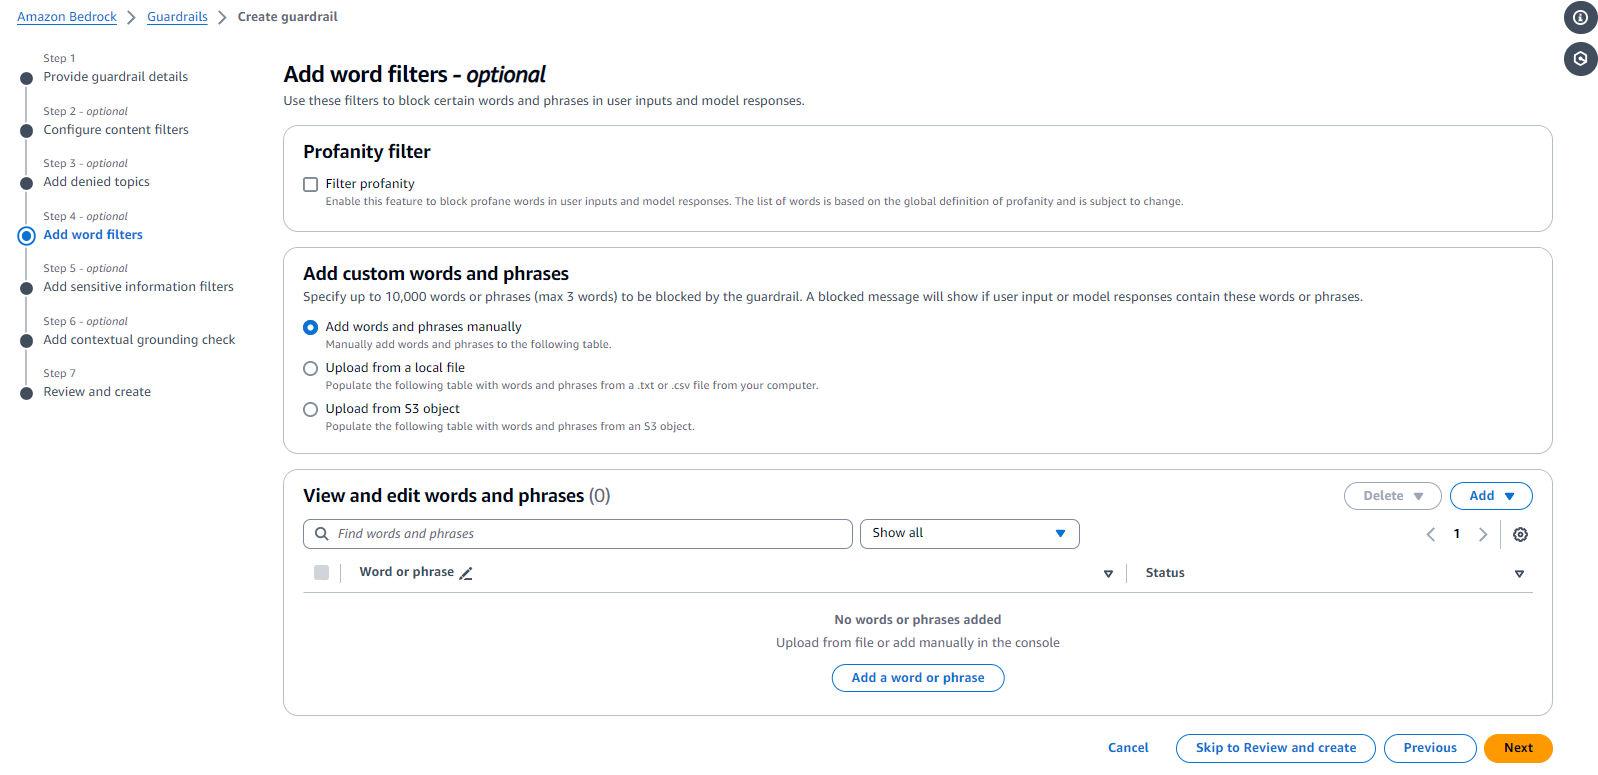 Amazon Bedrock > Guardrails > Create guardrail
Step 1
Provide guardrail details
Step 2 - optional
Configure content filters
Step 3 - optional
Add denied topics
Step 4 - optional
Add word filters
Step 5 - optional
Add sensitive information filters
Step 6 - optional
Add contextual grounding check
Step 7
Review and create
Add word filters - optional
Use these filters to block certain words and phrases in user inputs and model responses.
Profanity filter
Filter profanity
Enable this feature to block profane words in user inputs and model responses. The list of words is based on the global definition of profanity and is subject to change.
Add custom words and phrases
Specify up to 10,000 words or phrases (max 3 words) to be blocked by the guardrail. A blocked message will show if user input or model responses contain these words or phrases.
Add words and phrases manually
Manually add words and phrases to the following table.
Upload from a local file
Populate the following table with words and phrases from a .txt or .csv file from your computer.
Upload from S3 object
Populate the following table with words and phrases from an S3 object.
View and edit words and phrases (0)
Delete
Add
Find words and phrases
Show all
1
Word or phrase
Status
No words or phrases added
Upload from file or add manually in the console
Add a word or phrase
Cancel
Skip to Review and create
Previous
Next